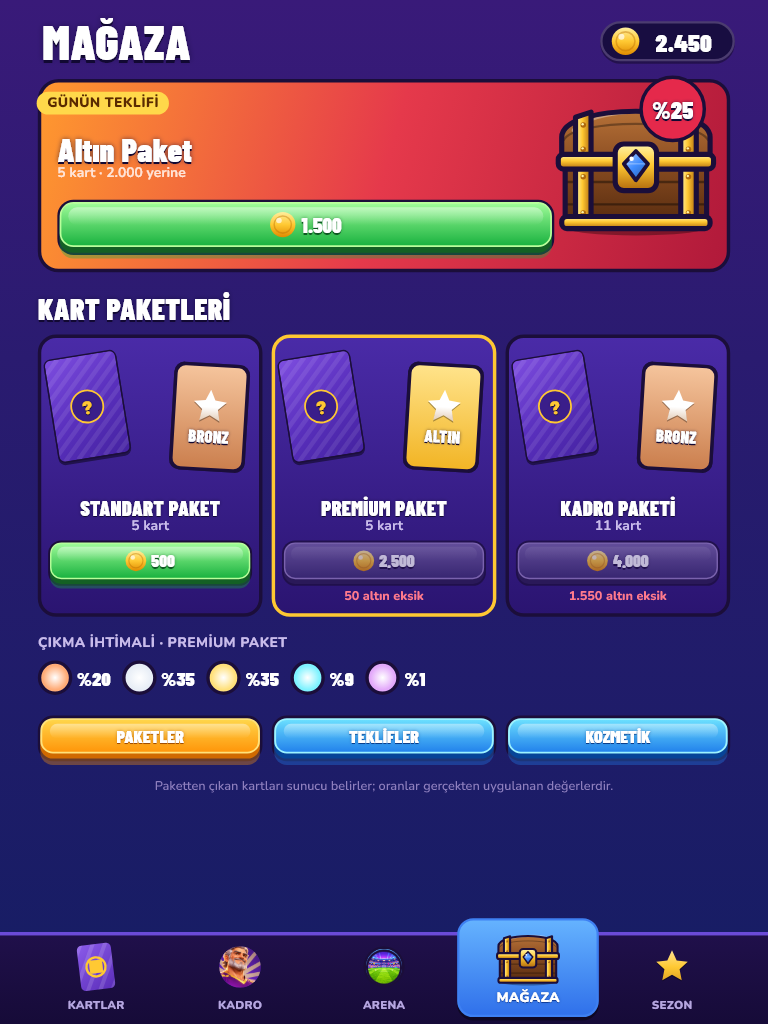 MAĞAZA
2.450
GÜNÜN TEKLİFİ
%25
Altın Paket
5 kart · 2.000 yerine
1.500
KART PAKETLERİ
?
BRONZ
?
ALTIN
?
BRONZ
STANDART PAKET
5 kart
500
PREMİUM PAKET
5 kart
2.500
50 altın eksik
KADRO PAKETİ
11 kart
4.000
1.550 altın eksik
ÇIKMA İHTİMALİ · PREMIUM PAKET
%20 %35 %35 %9 %1
PAKETLER
TEKLİFLER
KOZMETİK
Paketten çıkan kartları sunucu belirler; oranlar gerçekten uygulanan değerlerdir.
KARTLAR
KADRO
ARENA
MAĞAZA
SEZON